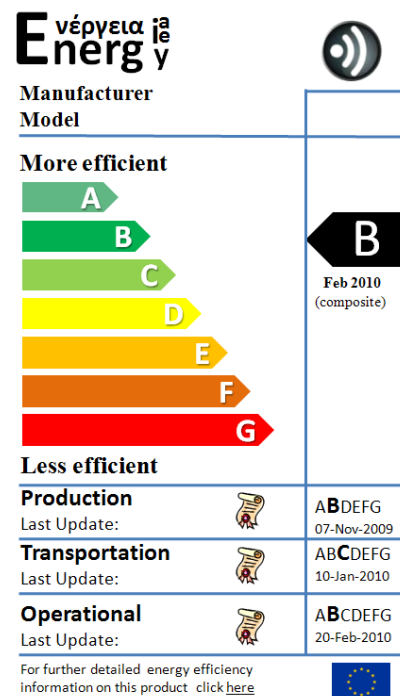 Ενέργεια
Energ ia ie y
Manufacturer
Model
More efficient
A
B
B
Feb 2010
(composite)
C
D
E
F
G
Less efficient
Production
Last Update:
ABDEFG
07-Nov-2009
Transportation
Last Update:
ABCDEFG
10-Jan-2010
Operational
Last Update:
ABCDEFG
20-Feb-2010
For further detailed energy efficiency
information on this product click here